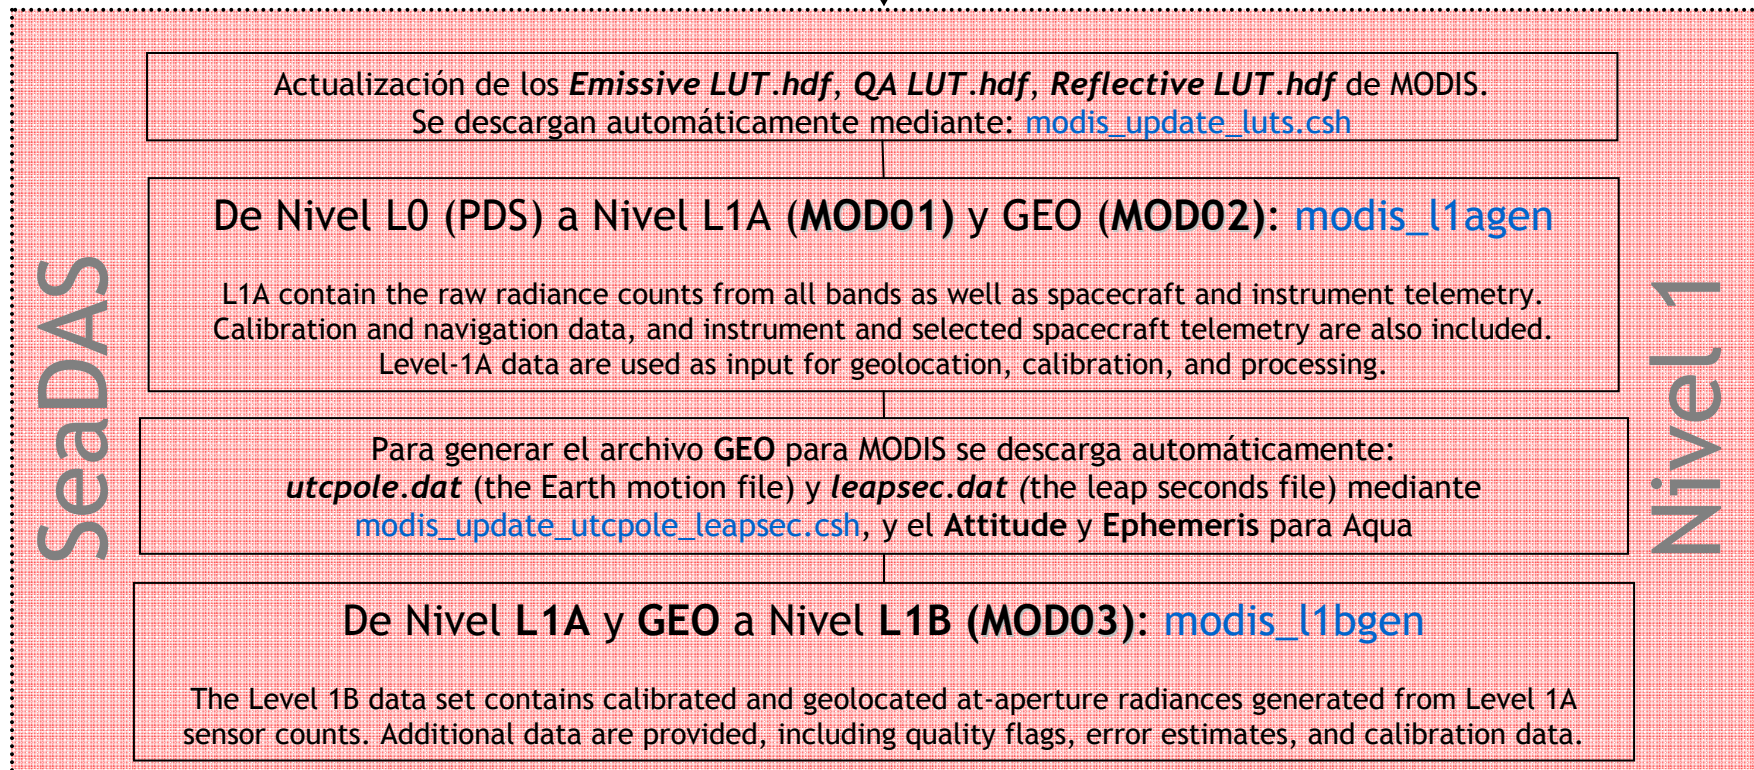 Actualización de los Emissive LUT.hdf, QA LUT.hdf, Reflective LUT.hdf de MODIS.
Se descargan automáticamente mediante: modis_update_luts.csh
De Nivel L0 (PDS) a Nivel L1A (MOD01) y GEO (MOD02): modis_l1agen
L1A contain the raw radiance counts from all bands as well as spacecraft and instrument telemetry.
Calibration and navigation data, and instrument and selected spacecraft telemetry are also included.
Level-1A data are used as input for geolocation, calibration, and processing.
SeaDAS
Nivel 1
Para generar el archivo GEO para MODIS se descarga automáticamente:
utcpole.dat (the Earth motion file) y leapsec.dat (the leap seconds file) mediante
modis_update_utcpole_leapsec.csh, y el Attitude y Ephemeris para Aqua
De Nivel L1A y GEO a Nivel L1B (MOD03): modis_l1bgen
The Level 1B data set contains calibrated and geolocated at-aperture radiances generated from Level 1A
sensor counts. Additional data are provided, including quality flags, error estimates, and calibration data.